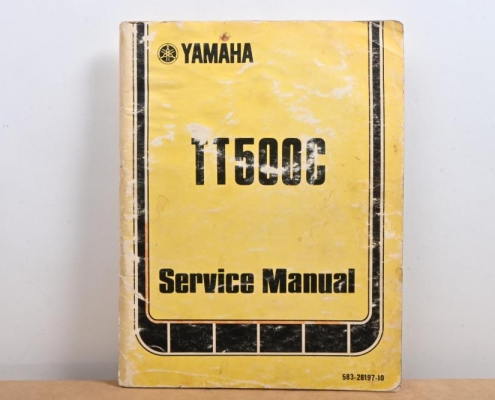 YAMAHA
TT500C
Service Manual
583-28197-10